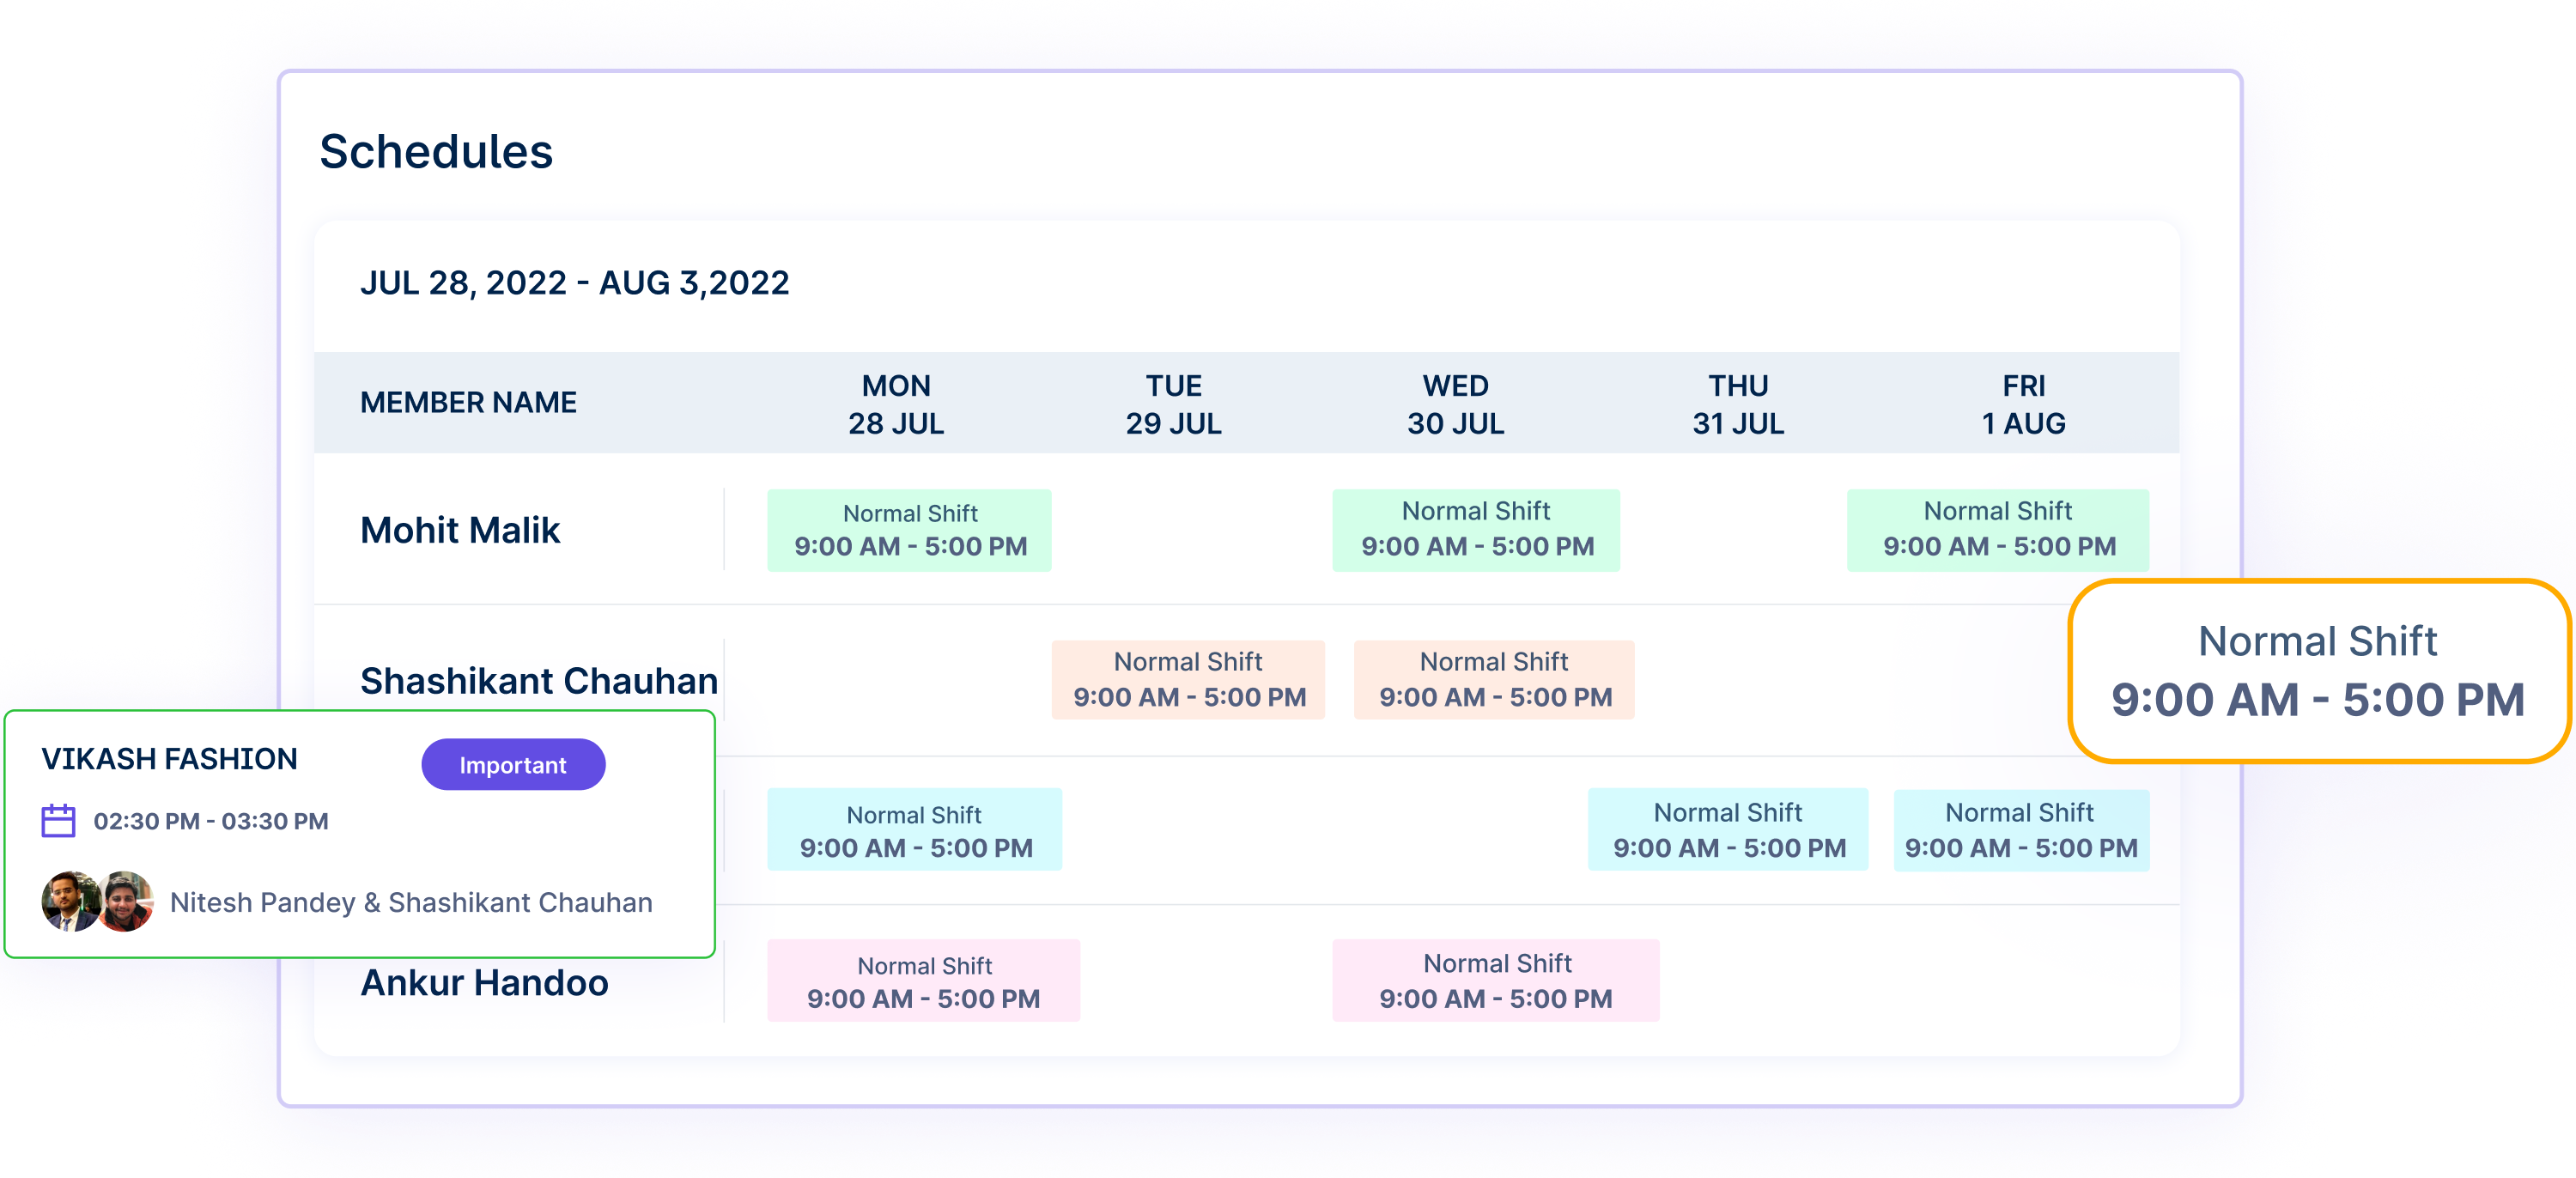 Schedules
JUL 28, 2022 - AUG 3,2022
MEMBER NAME
MON
28 JUL
TUE
29 JUL
WED
30 JUL
THU
31 JUL
FRI
1 AUG
Mohit Malik
Normal Shift
9:00 AM - 5:00 PM
Normal Shift
9:00 AM - 5:00 PM
Normal Shift
9:00 AM - 5:00 PM
Shashikant Chauhan
Normal Shift
9:00 AM - 5:00 PM
Normal Shift
9:00 AM - 5:00 PM
Normal Shift
9:00 AM - 5:00 PM
VIKASH FASHION
Important
02:30 PM - 03:30 PM
Nitesh Pandey & Shashikant Chauhan
Normal Shift
9:00 AM - 5:00 PM
Normal Shift
9:00 AM - 5:00 PM
Normal Shift
9:00 AM - 5:00 PM
Ankur Handoo
Normal Shift
9:00 AM - 5:00 PM
Normal Shift
9:00 AM - 5:00 PM